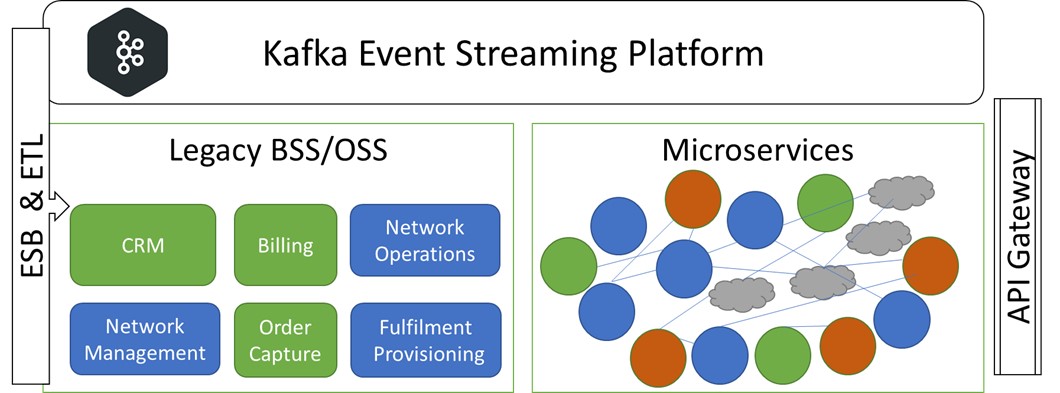 Kafka Event Streaming Platform
ESB & ETL
Legacy BSS/OSS
CRM
Billing
Network
Operations
Network
Management
Order
Capture
Fulfilment
Provisioning
Microservices
API Gateway